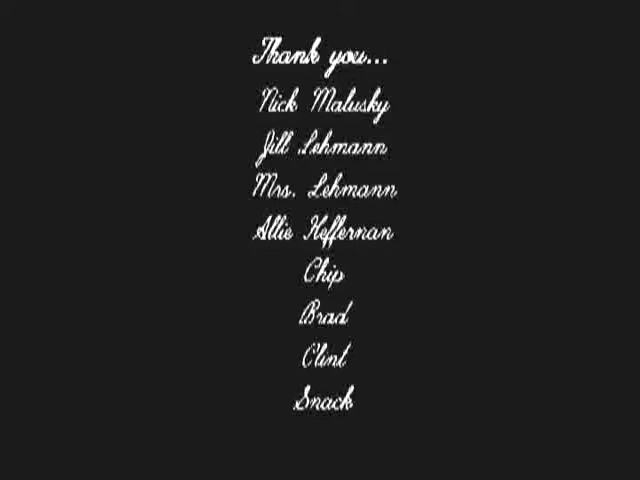 Thank you...
Nick Malusky
Jill Lehmann
Mrs. Lehmann
Allie Heffernan
Chip
Brad
Clint
Snack